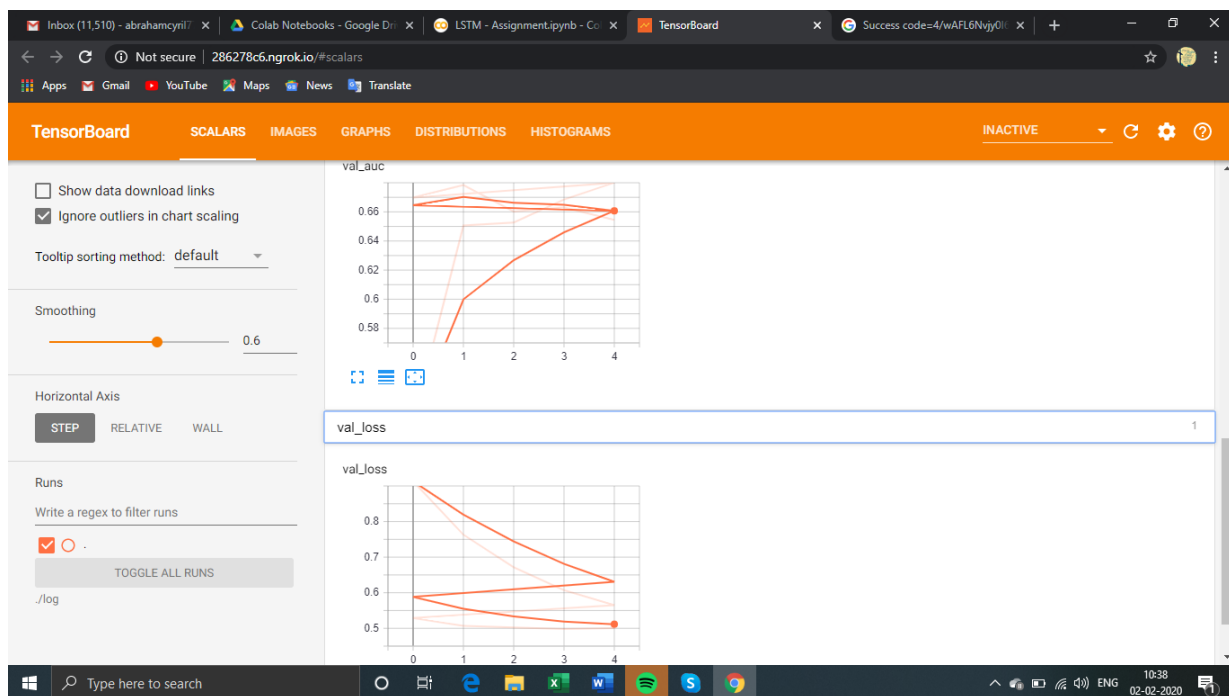 Inbox (11,510) - abrahamcyril7
Colab Notebooks - Google Dri
LSTM - Assignment.ipynb - Co
TensorBoard
Success code=4/wAFL6Nvjy0I
Not secure 286278c6.ngrok.io/#scalars
Apps Gmail YouTube Maps News Translate
TensorBoard SCALARS IMAGES GRAPHS DISTRIBUTIONS HISTOGRAMS INACTIVE
Show data download links
Ignore outliers in chart scaling
Tooltip sorting method: default
Smoothing
0.6
Horizontal Axis
STEP RELATIVE WALL
Runs
Write a regex to filter runs
.
TOGGLE ALL RUNS
./log
val_auc
0.66
0.64
0.62
0.6
0.58
0 1 2 3 4
val_loss 1
val_loss
0.8
0.7
0.6
0.5
0 1 2 3 4
Type here to search
ENG
10:38
02-02-2020
1